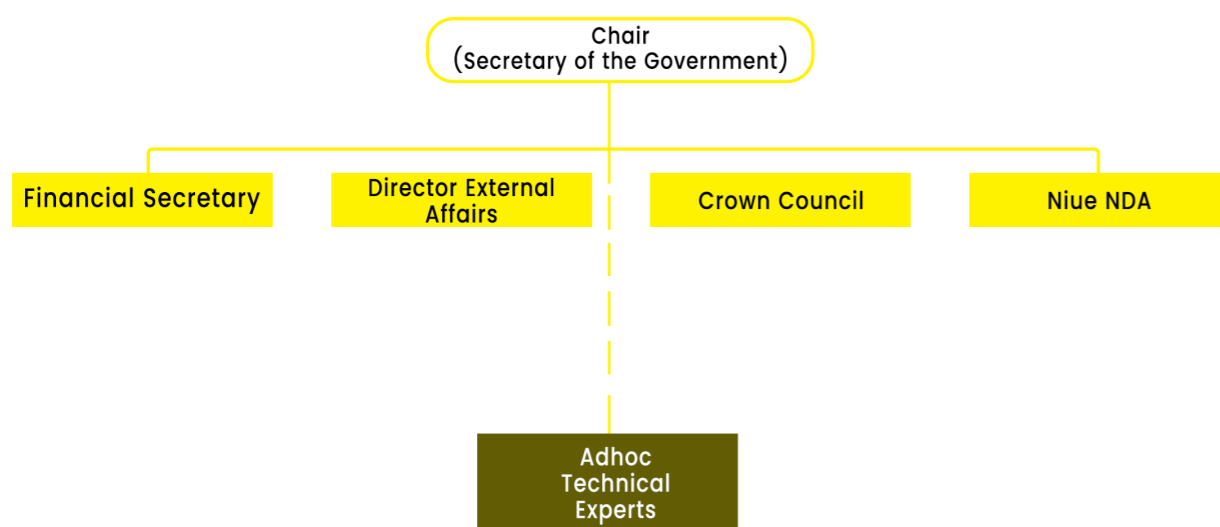 Chair
(Secretary of the Government)
Financial Secretary
Director External
Affairs
Crown Council
Niue NDA
Adhoc
Technical
Experts